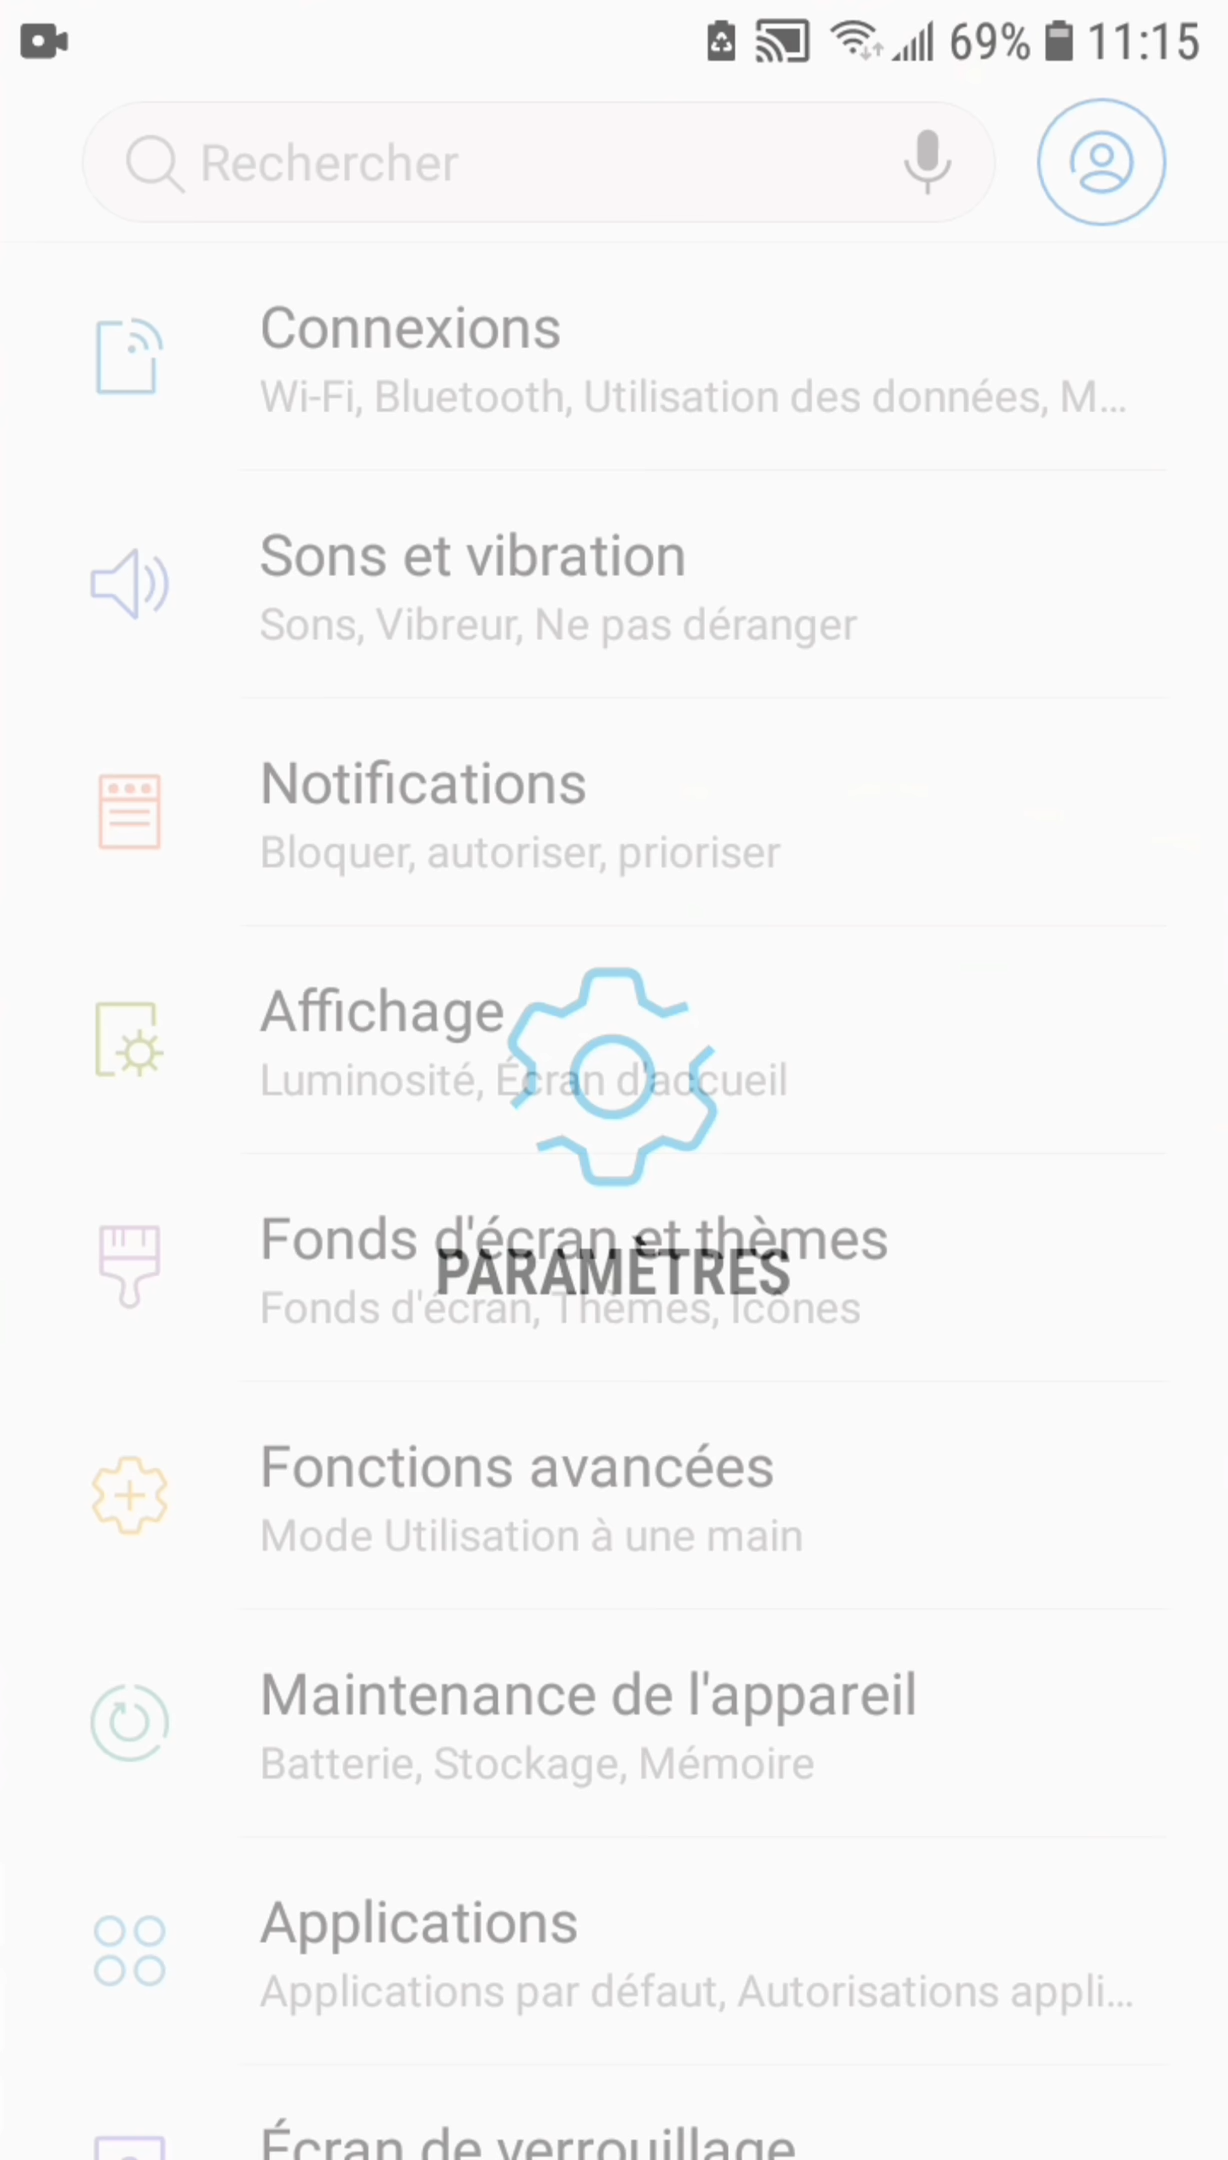 69% 11:15
Rechercher
Connexions
Wi-Fi, Bluetooth, Utilisation des données, M...
Sons et vibration
Sons, Vibreur, Ne pas déranger
Notifications
Bloquer, autoriser, prioriser
Affichage
Luminosité, Écran d'accueil
Fonds d'écran et thèmes
PARAMÈTRES
Fonds d'écran, Thèmes, Icônes
Fonctions avancées
Mode Utilisation à une main
Maintenance de l'appareil
Batterie, Stockage, Mémoire
Applications
Applications par défaut, Autorisations appli...
Écran de verrouillage